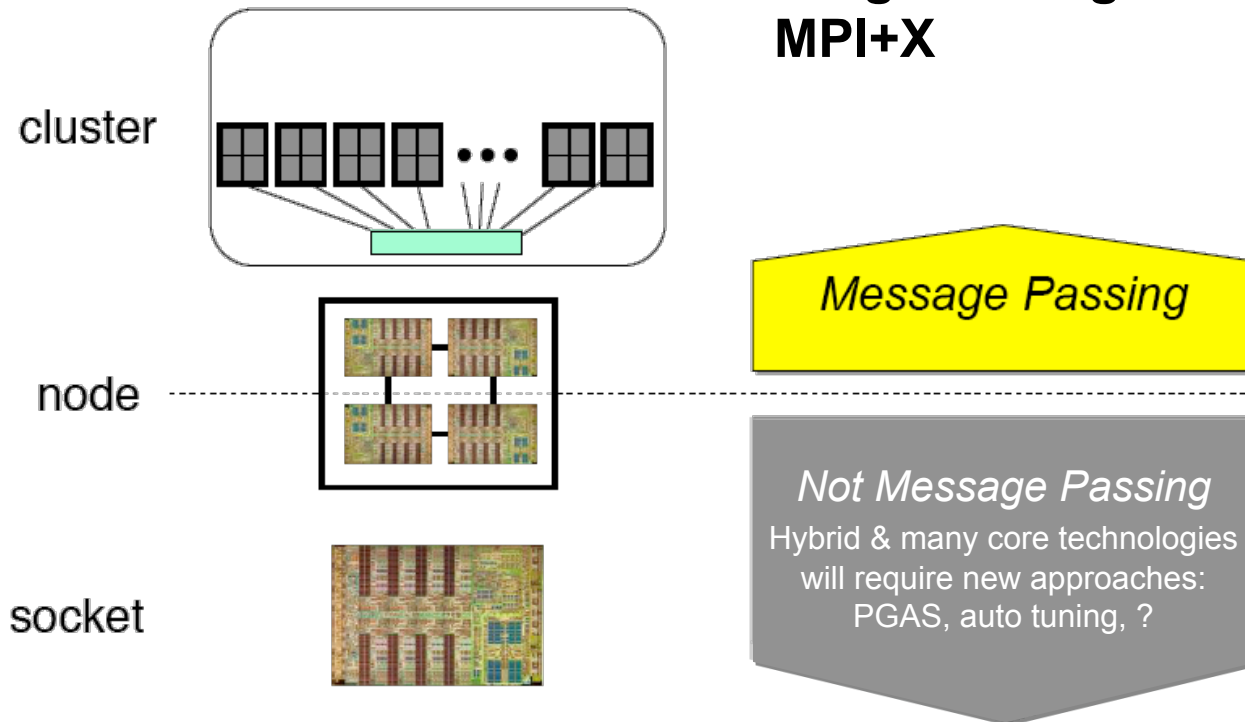 MPI+X
cluster
Message Passing
node
Not Message Passing
Hybrid & many core technologies
will require new approaches:
PGAS, auto tuning, ?
socket